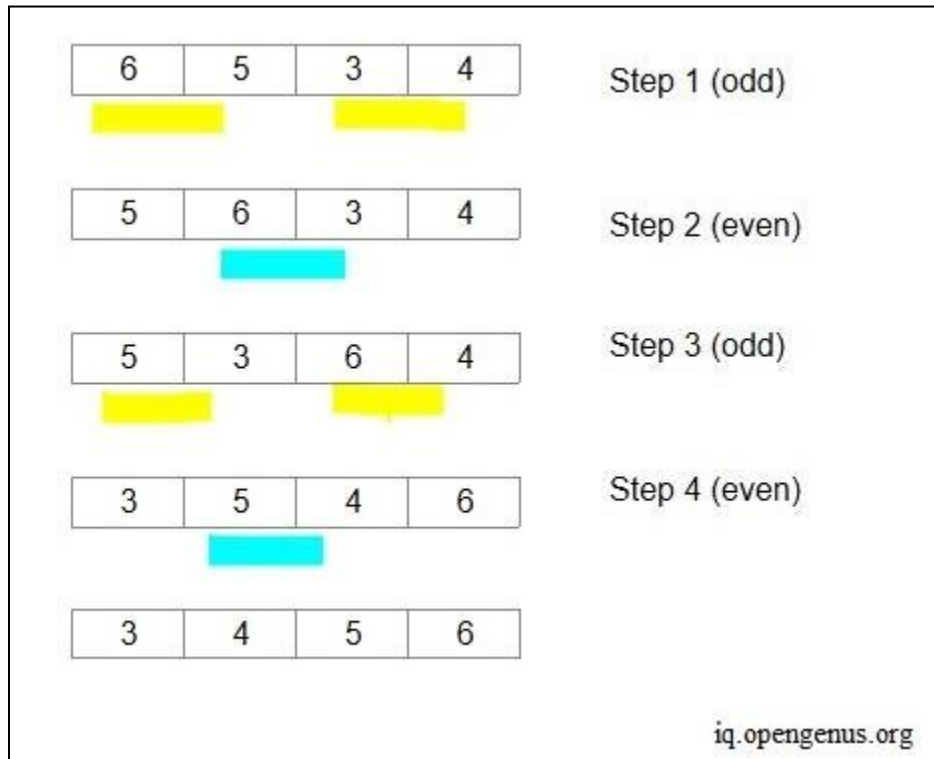 6 5 3 4 Step 1 (odd)
5 6 3 4 Step 2 (even)
5 3 6 4 Step 3 (odd)
3 5 4 6 Step 4 (even)
3 4 5 6
iq.opengenus.org